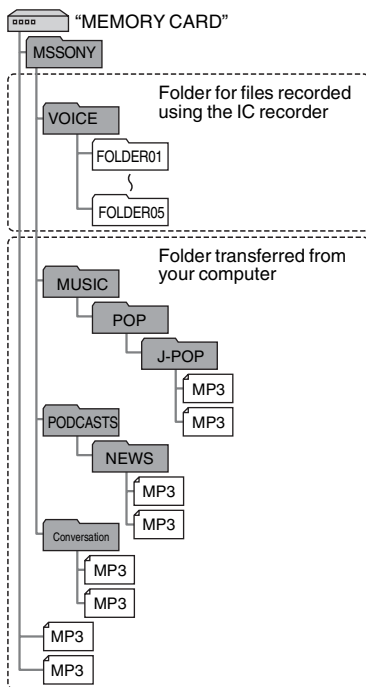 “MEMORY CARD”
MSSONY
Folder for files recorded
using the IC recorder
VOICE
FOLDER01
FOLDER05
Folder transferred from
your computer
MUSIC
POP
J-POP
MP3
MP3
PODCASTS
NEWS
MP3
MP3
Conversation
MP3
MP3
MP3
MP3